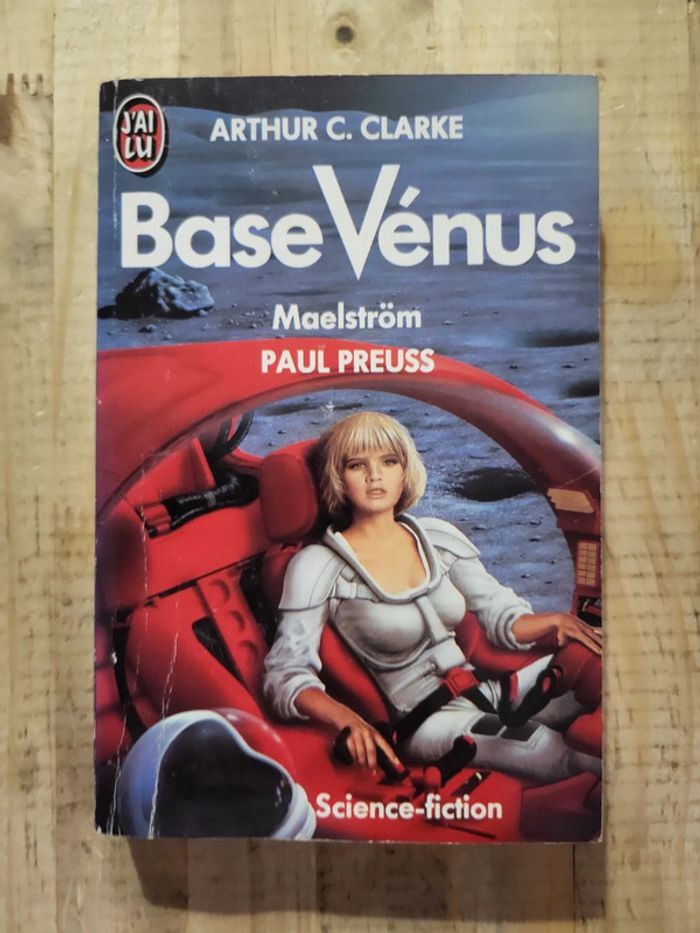 J'AI
LU
ARTHUR C. CLARKE
Base Vénus
Maelström
PAUL PREUSS
Science-fiction